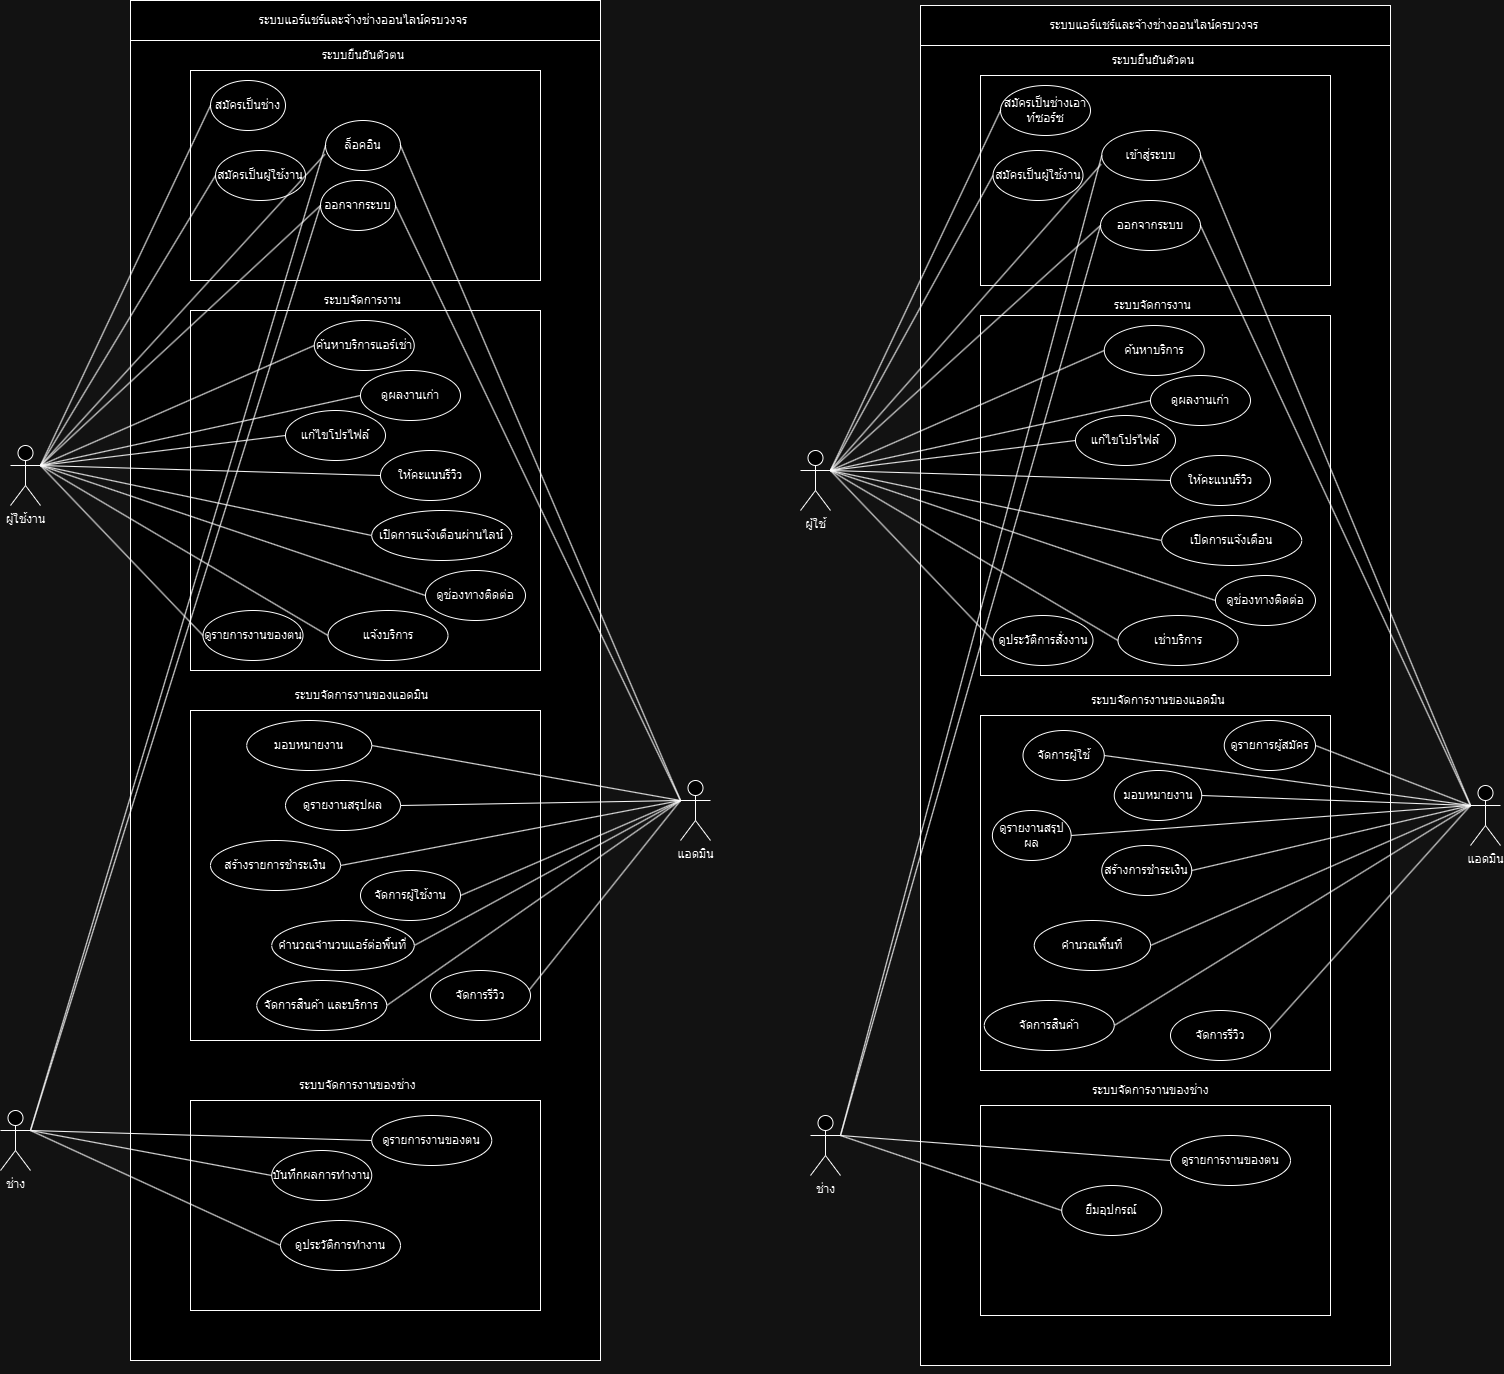 ระบบแอร์แชร์และจ้างช่างออนไลน์ครบวงจร
ระบบยืนยันตัวตน
สมัครเป็นช่าง
ล็อคอิน
สมัครเป็นผู้ใช้งาน
ออกจากระบบ
ระบบจัดการงาน
ค้นหาบริการแอร์เช่า
ดูผลงานเก่า
แก้ไขโปรไฟล์
ให้คะแนนรีวิว
ผู้ใช้งาน
เปิดการแจ้งเตือนผ่านไลน์
ดูช่องทางติดต่อ
ดูรายการงานของตน
แจ้งบริการ
ระบบจัดการงานของแอดมิน
มอบหมายงาน
ดูรายงานสรุปผล
แอดมิน
สร้างรายการชำระเงิน
จัดการผู้ใช้งาน
คำนวณจำนวนแอร์ต่อพื้นที่
จัดการสินค้า และบริการ
จัดการรีวิว
ระบบจัดการงานของช่าง
ดูรายการงานของตน
บันทึกผลการทำงาน
ช่าง
ดูประวัติการทำงาน
ระบบแอร์แชร์และจ้างช่างออนไลน์ครบวงจร
ระบบยืนยันตัวตน
สมัครเป็นช่างเอา
ท์ซอร์ซ
เข้าสู่ระบบ
สมัครเป็นผู้ใช้งาน
ออกจากระบบ
ระบบจัดการงาน
ค้นหาบริการ
ดูผลงานเก่า
แก้ไขโปรไฟล์
ให้คะแนนรีวิว
ผู้ใช้
เปิดการแจ้งเตือน
ดูช่องทางติดต่อ
ดูประวัติการสั่งงาน
เช่าบริการ
ระบบจัดการงานของแอดมิน
ดูรายการผู้สมัคร
จัดการผู้ใช้
มอบหมายงาน
ดูรายงานสรุป
ผล
แอดมิน
สร้างการชำระเงิน
คำนวณพื้นที่
จัดการสินค้า
จัดการรีวิว
ระบบจัดการงานของช่าง
ดูรายการงานของตน
ช่าง
ยืมอุปกรณ์